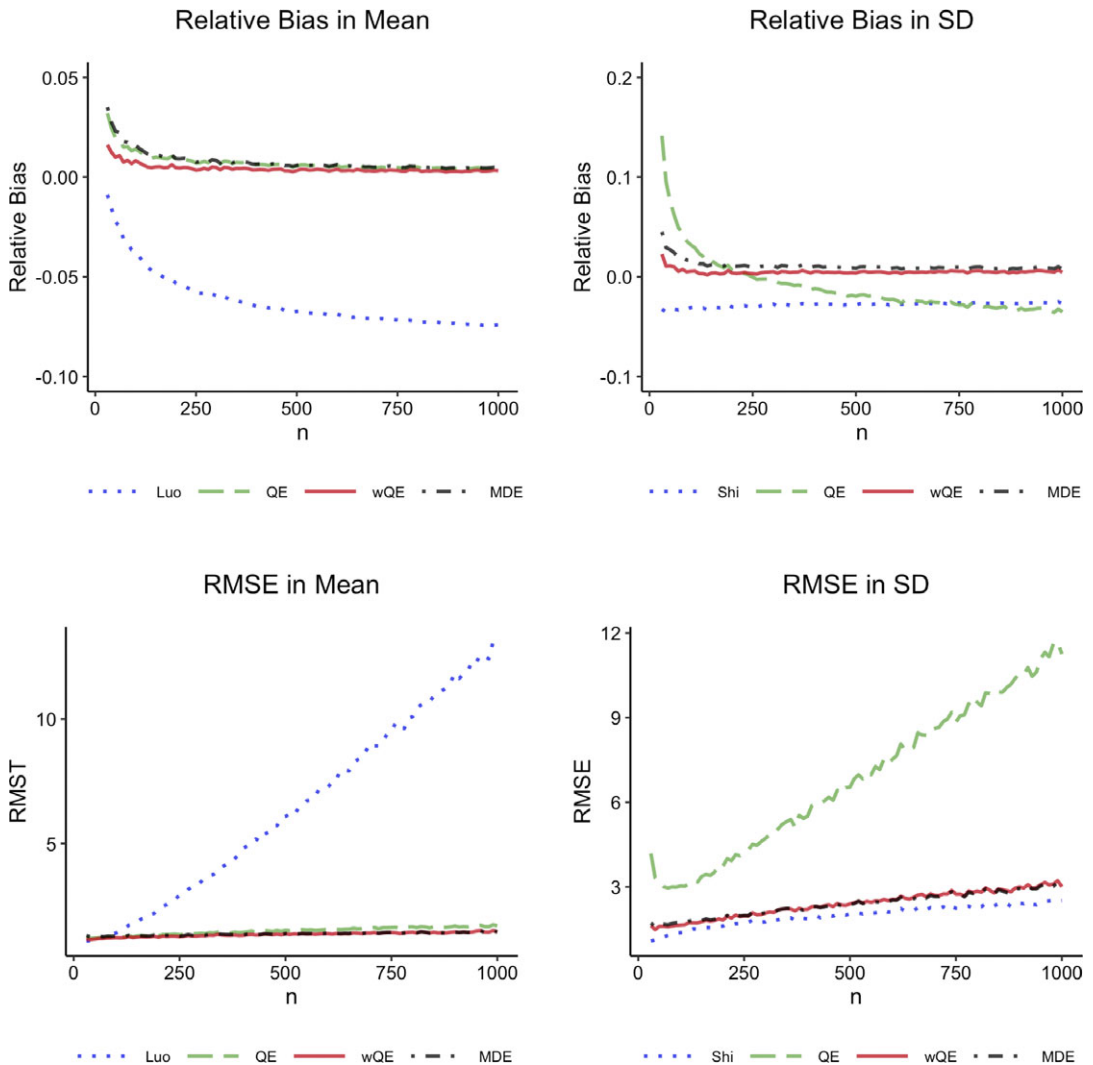 Relative Bias in Mean
Relative Bias
0.05
0.00
-0.05
-0.10
0 250 500 750 1000
n
Luo QE wQE MDE
Relative Bias in SD
Relative Bias
0.2
0.1
0.0
-0.1
0 250 500 750 1000
n
Shi QE wQE MDE
RMSE in Mean
RMST
10
5
0 250 500 750 1000
n
Luo QE wQE MDE
RMSE in SD
RMSE
12
9
6
3
0 250 500 750 1000
n
Shi QE wQE MDE